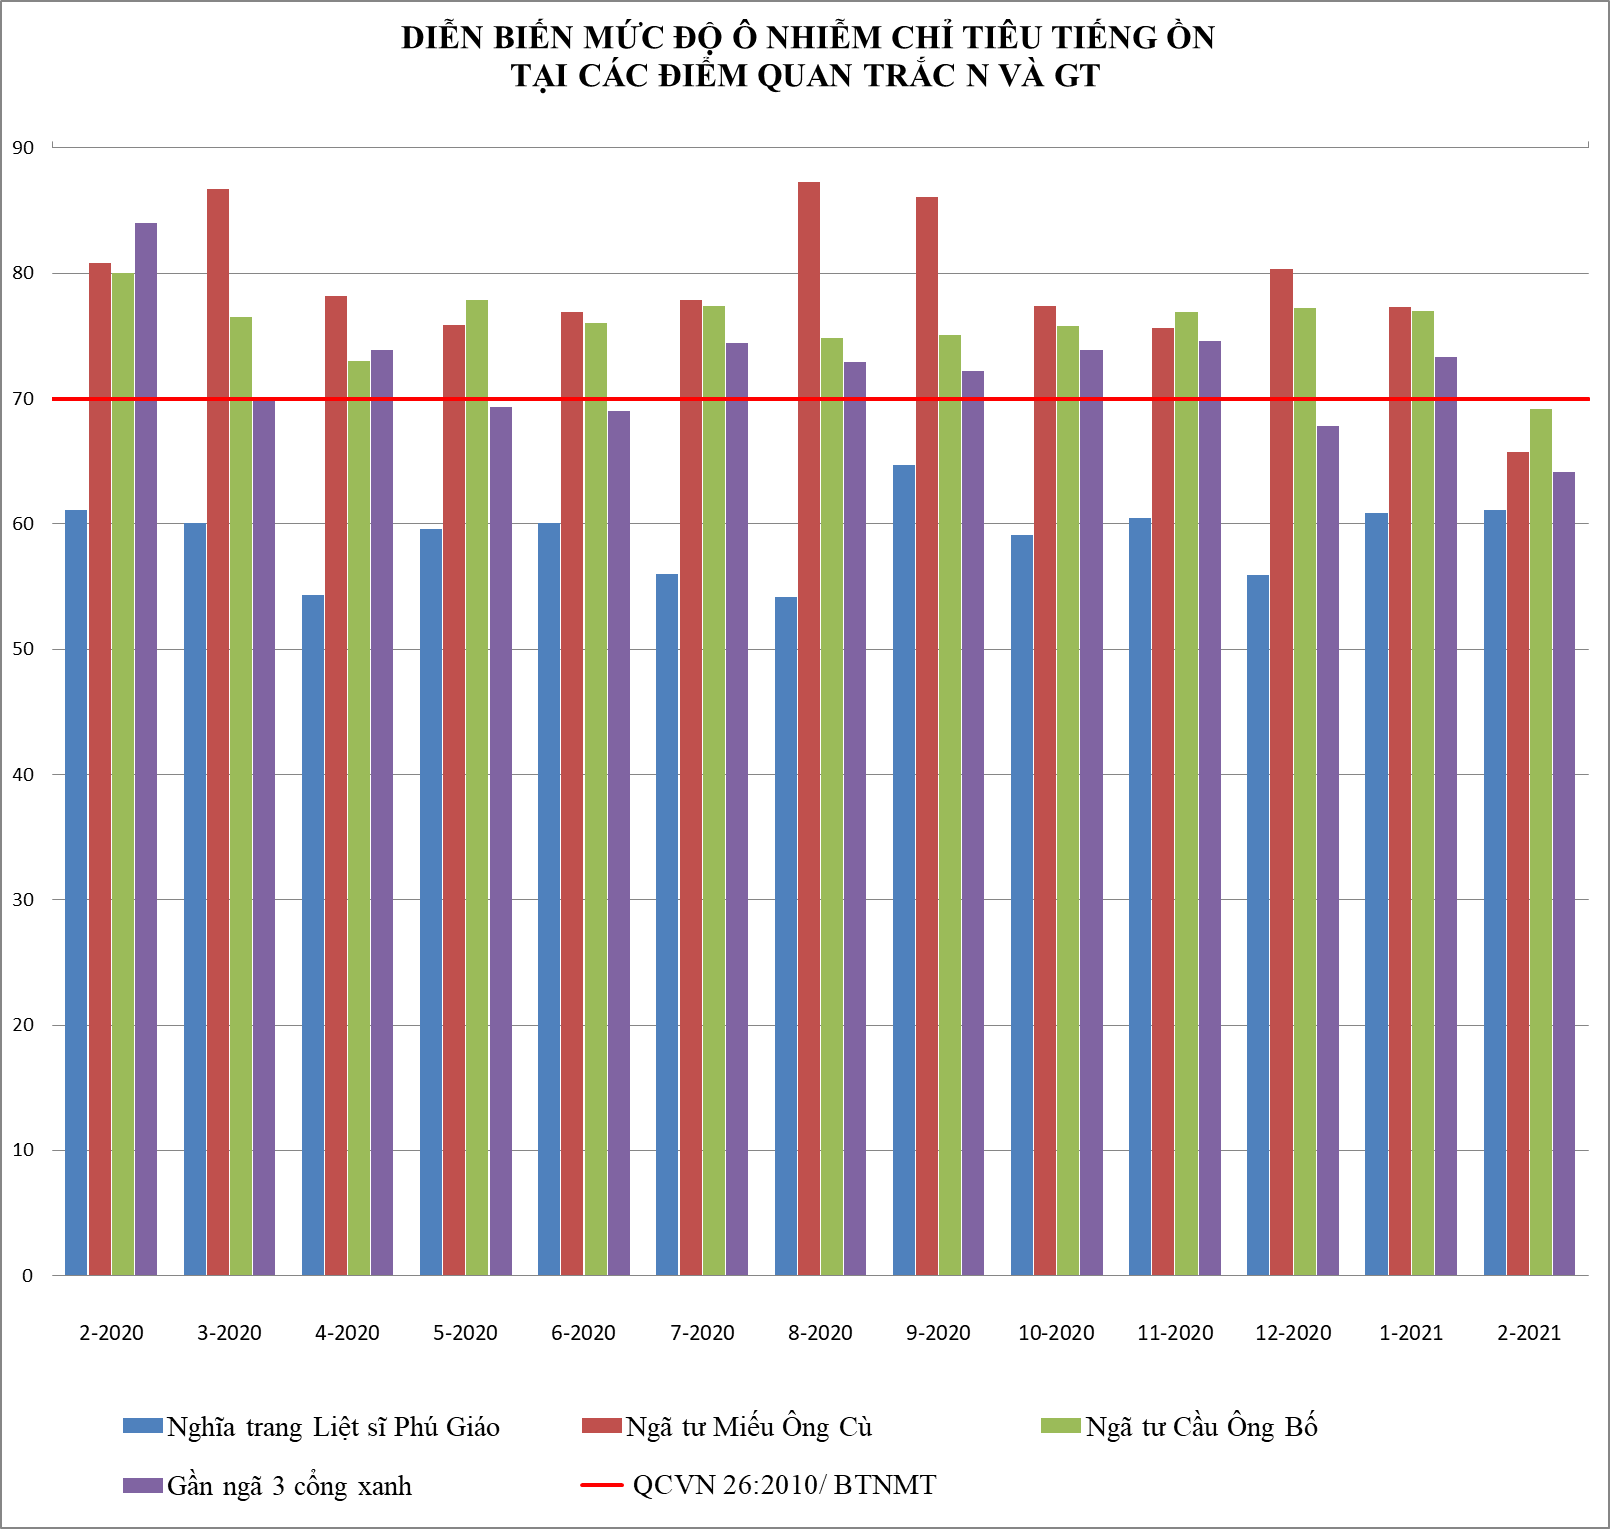 DIỄN BIẾN MỨC ĐỘ Ô NHIỄM CHỈ TIÊU TIẾNG ỒN
TẠI CÁC ĐIỂM QUAN TRẮC N VÀ GT
90
80
70
60
50
40
30
20
10
0
2-2020 3-2020 4-2020 5-2020 6-2020 7-2020 8-2020 9-2020 10-2020 11-2020 12-2020 1-2021 2-2021
Nghĩa trang Liệt sĩ Phú Giáo Ngã tư Miếu Ông Cù Ngã tư Cầu Ông Bố
Gần ngã 3 cổng xanh QCVN 26:2010/ BTNMT